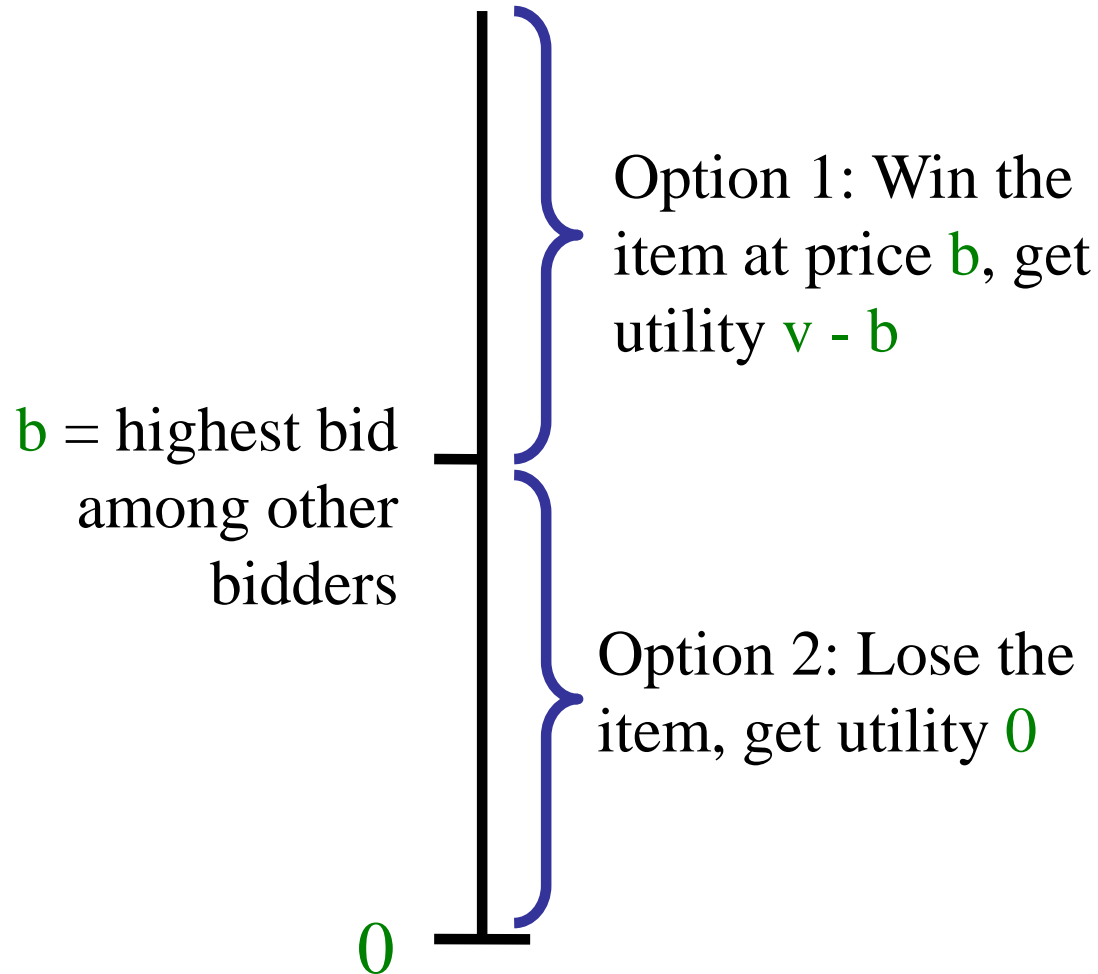 Option 1: Win the
item at price b, get
utility v - b
b = highest bid
among other
bidders
Option 2: Lose the
item, get utility 0
0